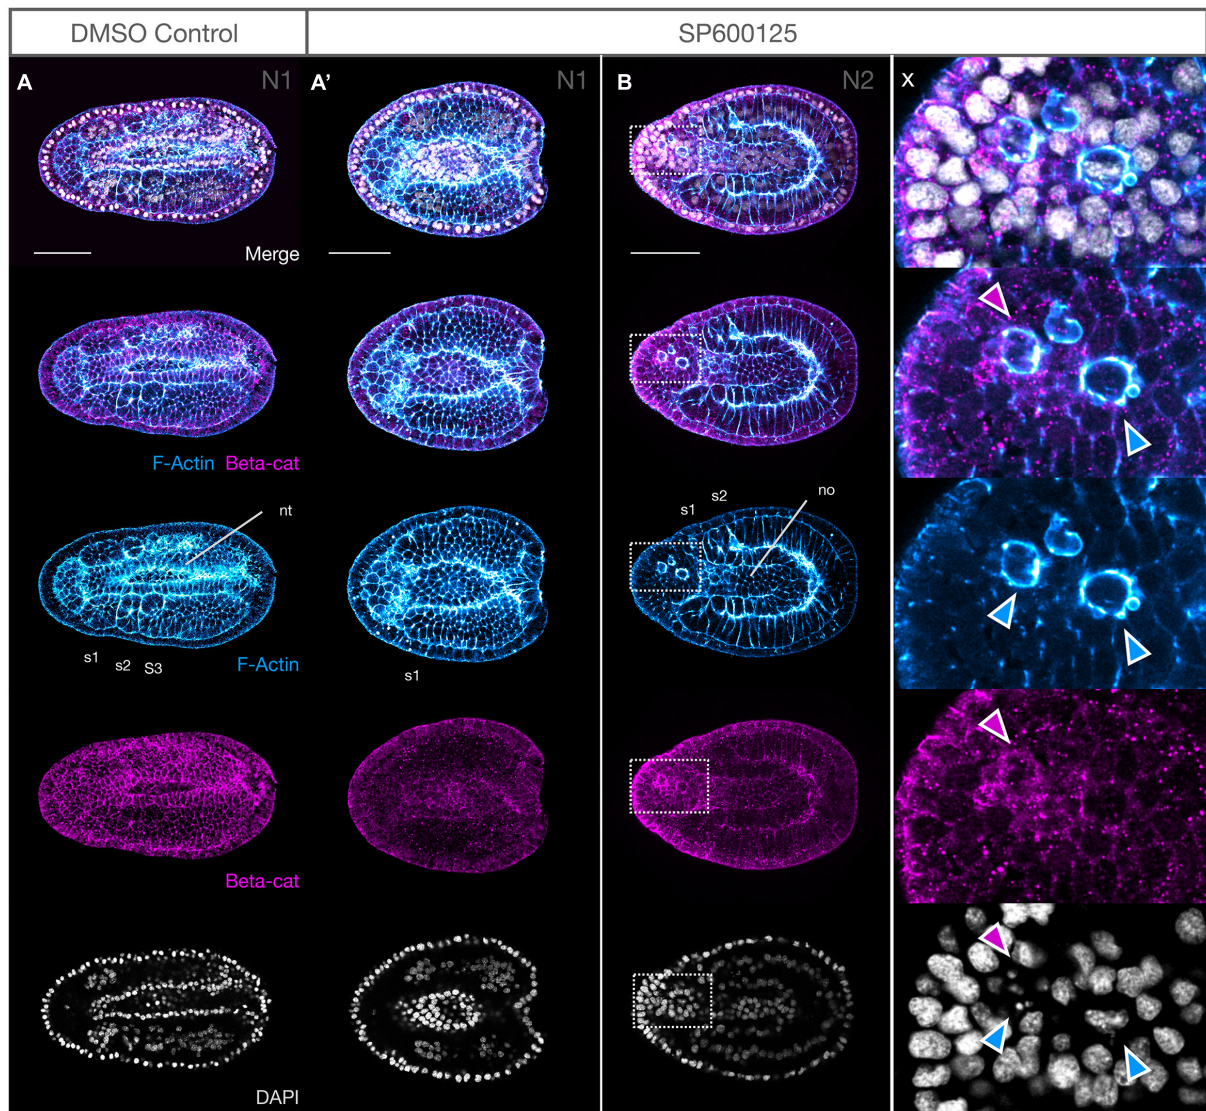 DMSO Control
SP600125
A
N1
A'
N1
B
N2
x
Merge
F-Actin Beta-cat
nt
s1
s2
no
s1
s2
S3
F-Actin
s1
Beta-cat
DAPI